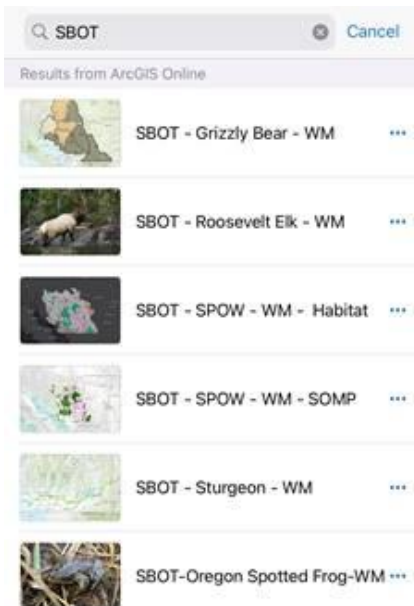 SBOT
Cancel
Results from ArcGIS Online
SBOT - Grizzly Bear - WM
SBOT - Roosevelt Elk - WM
SBOT - SPOW - WM - Habitat
SBOT - SPOW - WM - SOMP
SBOT - Sturgeon - WM
SBOT-Oregon Spotted Frog-WM